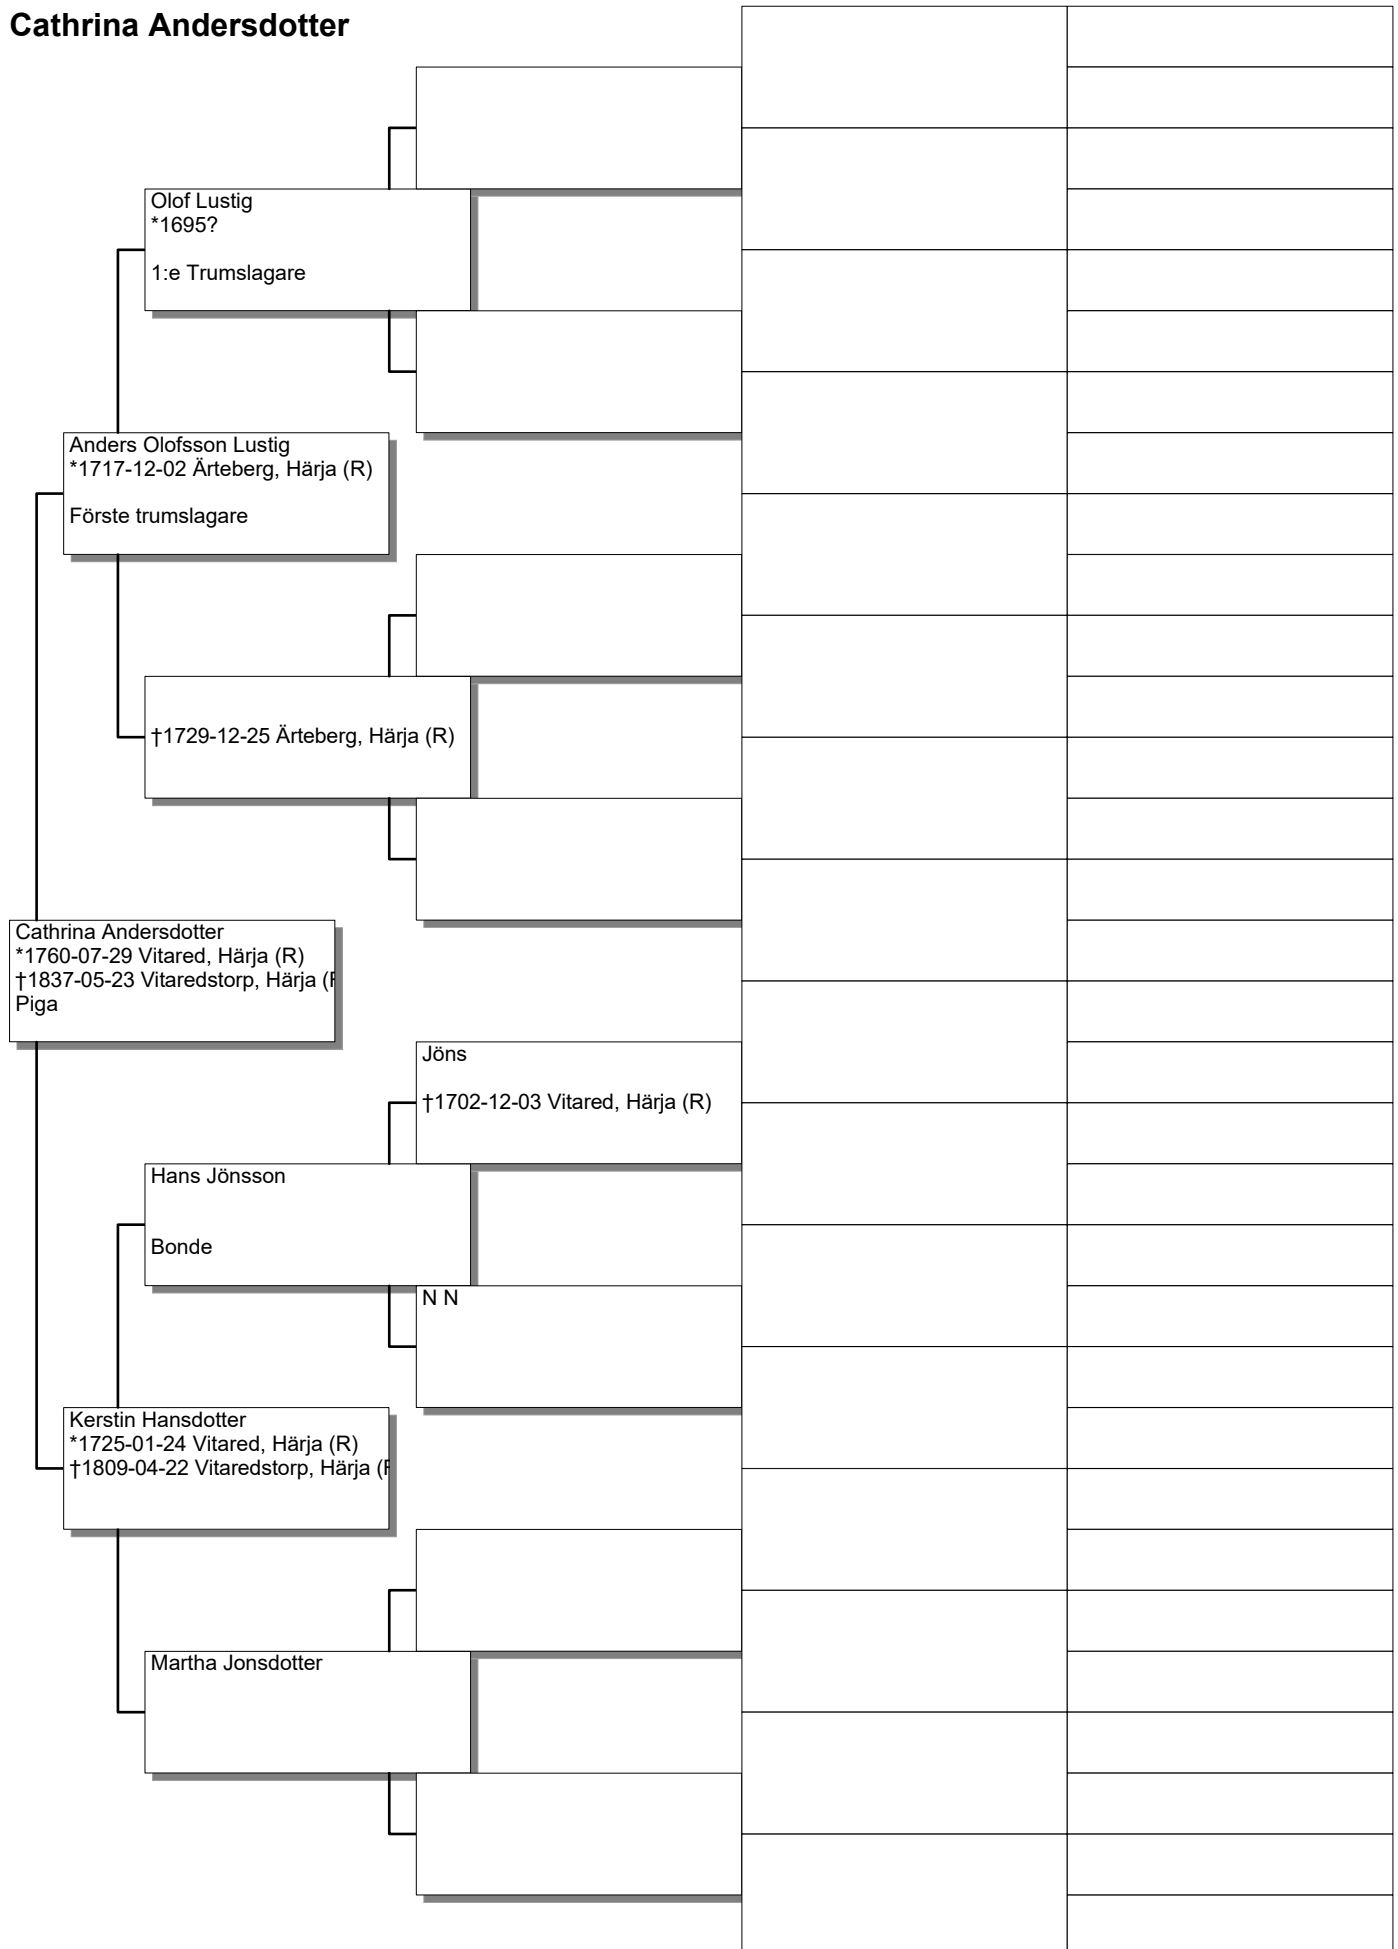 Cathrina Andersdotter
Olof Lustig
*1695?
1:e Trumslagare
Anders Olofsson Lustig
*1717-12-02 Ärteberg, Härja (R)
Förste trumslagare
†1729-12-25 Ärteberg, Härja (R)
Cathrina Andersdotter
*1760-07-29 Vitared, Härja (R)
†1837-05-23 Vitaredstorp, Härja (R
Piga
Jöns
†1702-12-03 Vitared, Härja (R)
Hans Jönsson
Bonde
N N
Kerstin Hansdotter
*1725-01-24 Vitared, Härja (R)
†1809-04-22 Vitaredstorp, Härja (R
Martha Jonsdotter